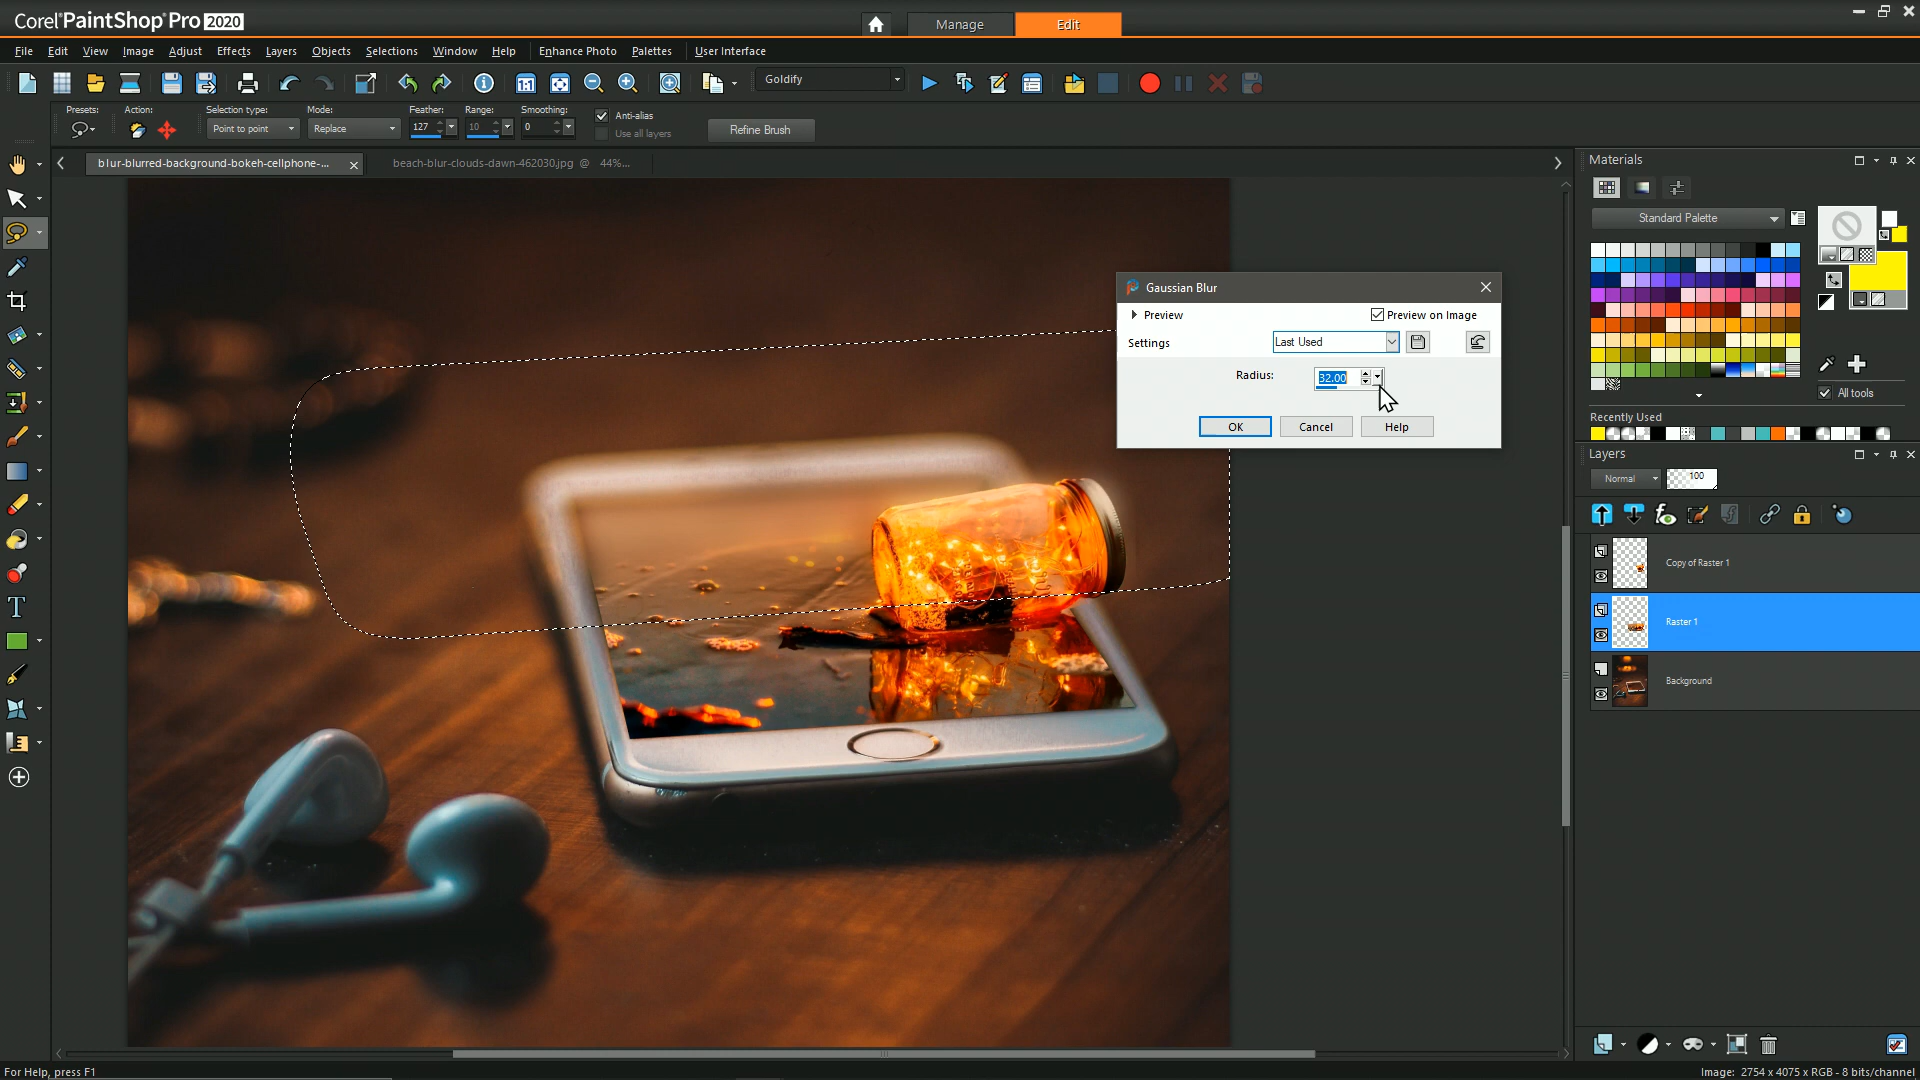 Corel PaintShop Pro 2020
Manage
Edit
File Edit View Image Adjust Effects Layers Objects Selections Window Help Enhance Photo Palettes User Interface
1:1
Goldify
Presets:
Action:
Selection type:
Point to point
Mode:
Replace
Feather:
127
Range:
10
Smoothing:
0
Anti-alias
Use all layers
Refine Brush
blur-blurred-background-bokeh-cellphone-...
beach-blur-clouds-dawn-462030.jpg @ 44%...
Gaussian Blur
Preview
Preview on Image
Settings
Last Used
Radius:
32.00
OK
Cancel
Help
Materials
Standard Palette
All tools
Recently Used
Layers
Normal
100
Copy of Raster 1
Raster 1
Background
For Help, press F1
Image: 2754 x 4075 x RGB - 8 bits/channel